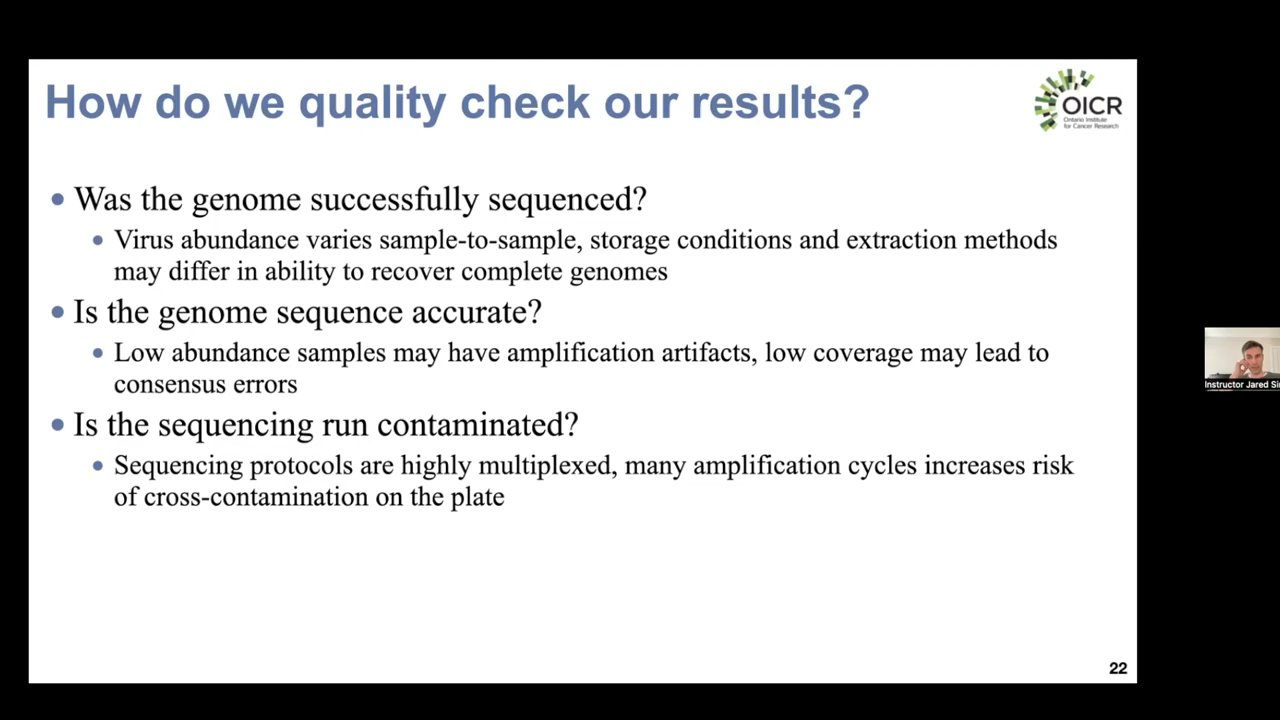 How do we quality check our results?
OICR
Ontario Institute
for Cancer Research
• Was the genome successfully sequenced?
• Virus abundance varies sample-to-sample, storage conditions and extraction methods
may differ in ability to recover complete genomes
• Is the genome sequence accurate?
• Low abundance samples may have amplification artifacts, low coverage may lead to
consensus errors
• Is the sequencing run contaminated?
• Sequencing protocols are highly multiplexed, many amplification cycles increases risk
of cross-contamination on the plate
Instructor Jared Si
22